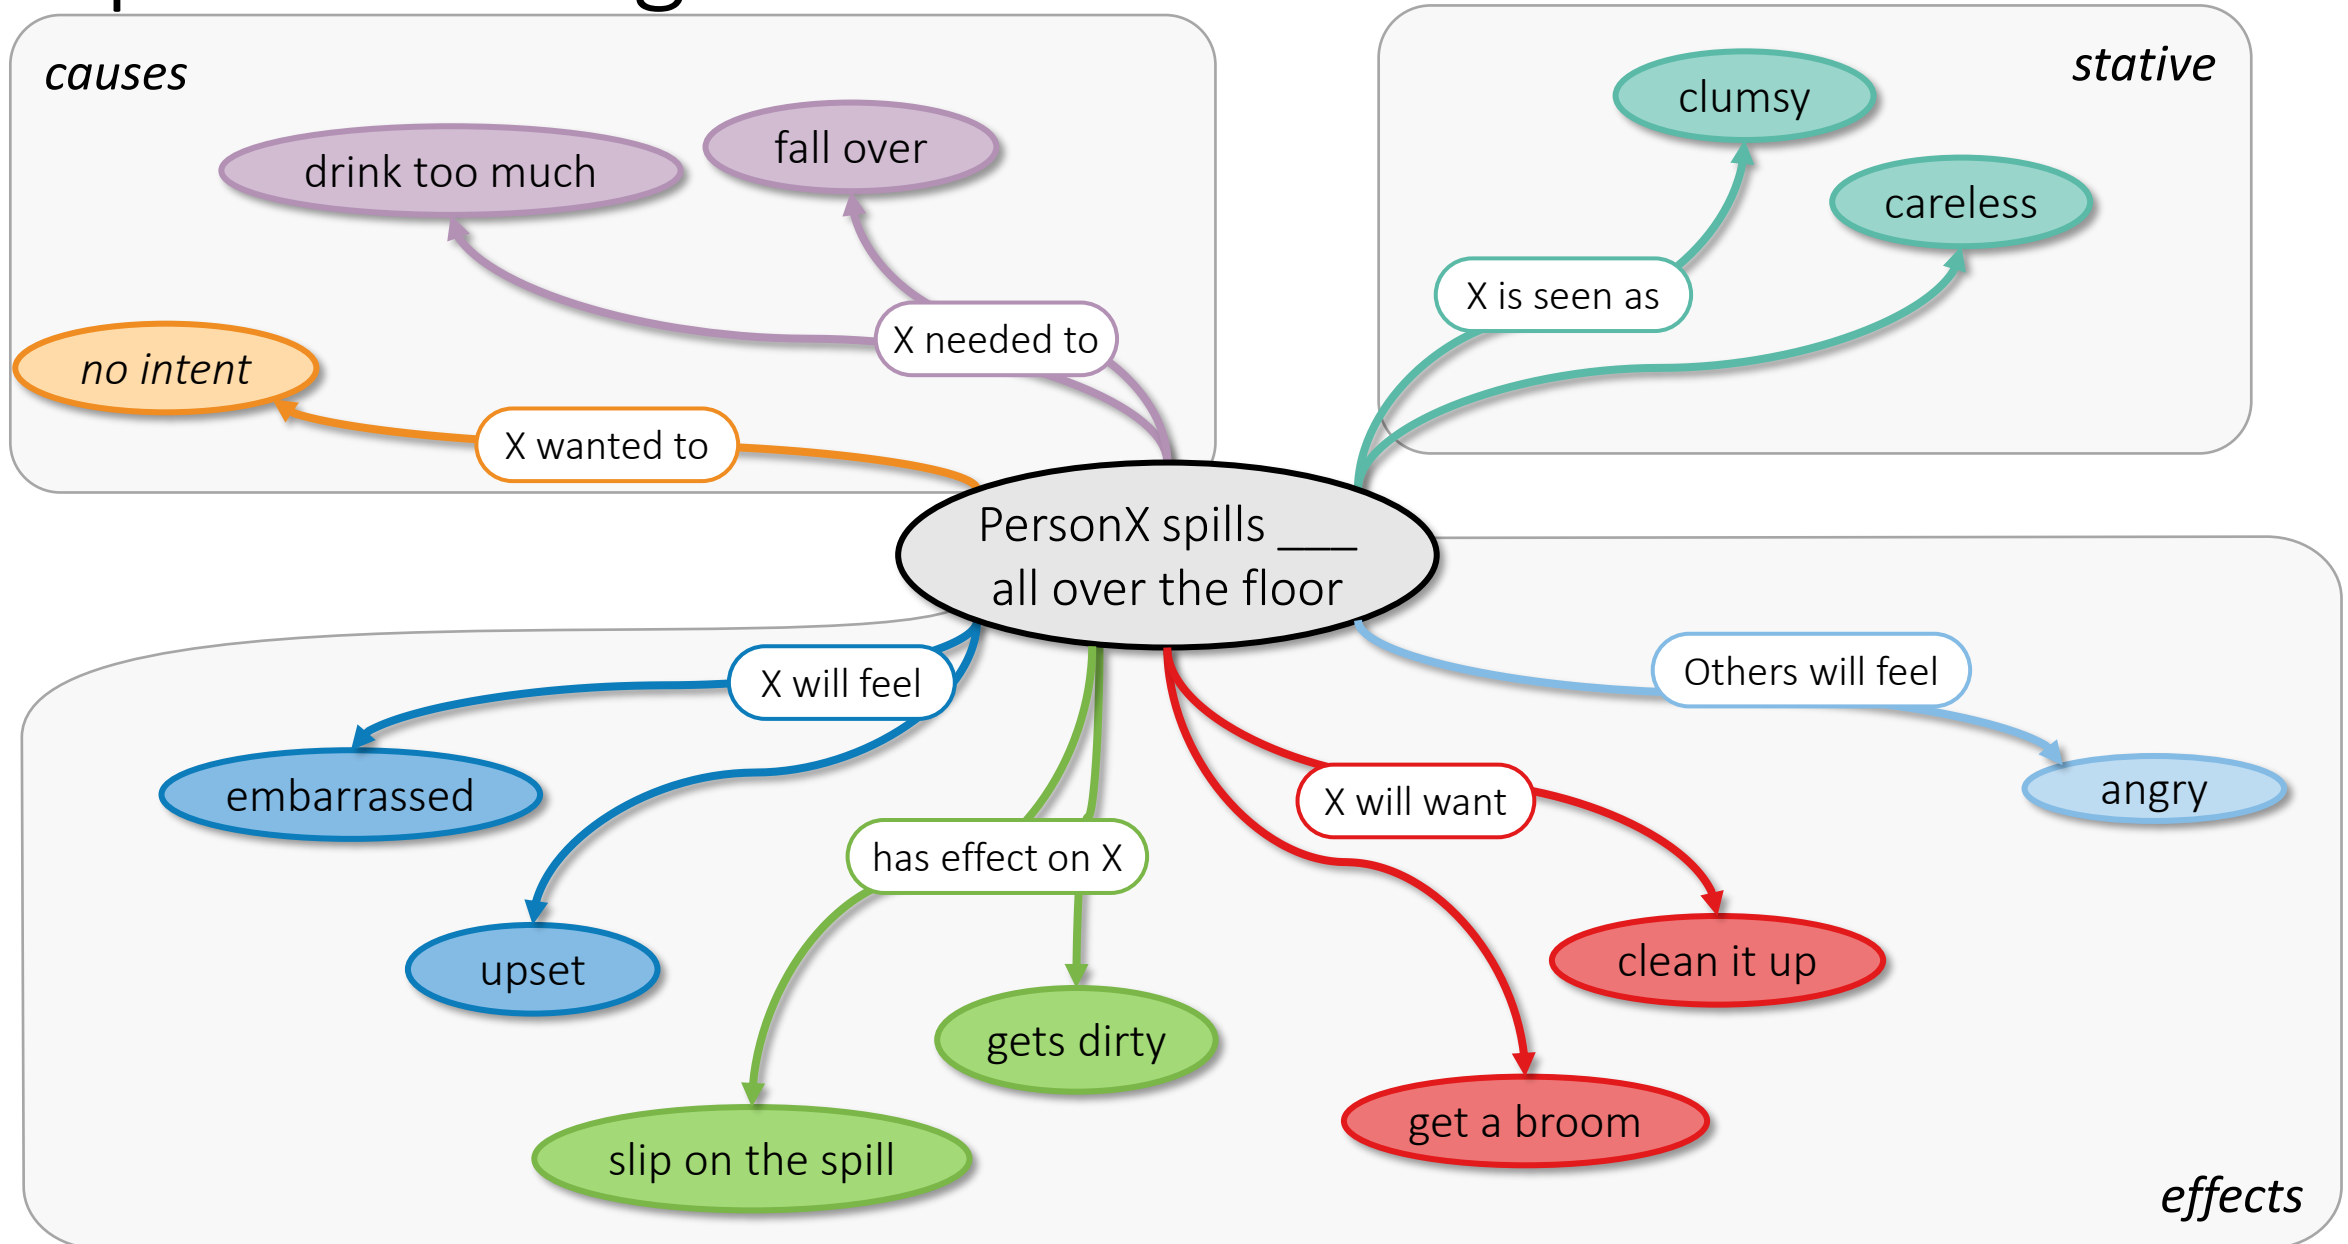 causes
stative
clumsy
fall over
drink too much
careless
X is seen as
X needed to
no intent
X wanted to
PersonX spills ___
all over the floor
Others will feel
X will feel
angry
embarrassed
X will want
has effect on X
clean it up
upset
gets dirty
get a broom
slip on the spill
effects